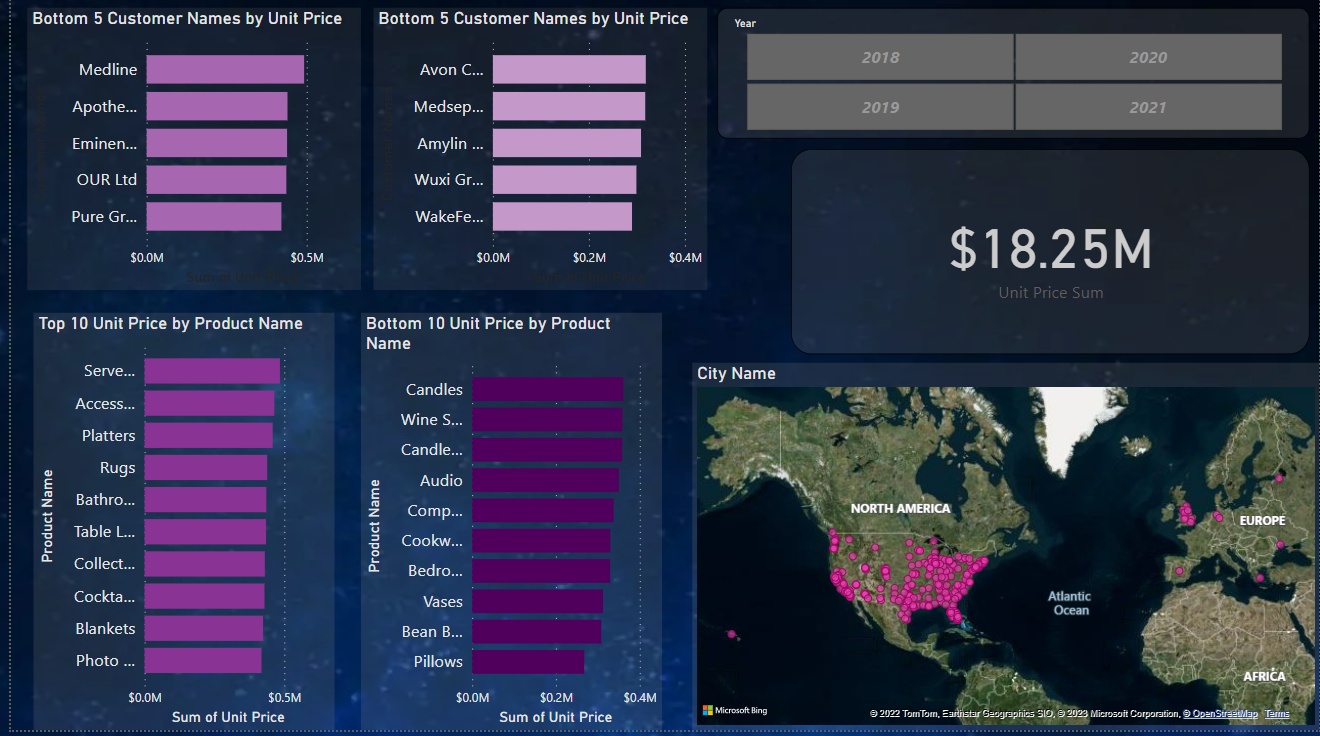 Bottom 5 Customer Names by Unit Price
Medline
Apothe...
Eminen...
OUR Ltd
Pure Gr...
$0.0M
$0.5M
Bottom 5 Customer Names by Unit Price
Avon C...
Medsep...
Amylin ...
Wuxi Gr...
WakeFe...
$0.0M
$0.2M
$0.4M
Year
2018
2020
2019
2021
$18.25M
Unit Price Sum
Top 10 Unit Price by Product Name
Product Name
Serve...
Access...
Platters
Rugs
Bathro...
Table L...
Collect...
Cockta...
Blankets
Photo ...
$0.0M
$0.5M
Sum of Unit Price
Bottom 10 Unit Price by Product
Name
Product Name
Candles
Wine S...
Candle...
Audio
Comp...
Cookw...
Bedro...
Vases
Bean B...
Pillows
$0.0M
$0.2M
$0.4M
Sum of Unit Price
City Name
NORTH AMERICA
EUROPE
Atlantic
Ocean
AFRICA
Microsoft Bing
© 2022 TomTom, Earthstar Geographics SIO, © 2023 Microsoft Corporation, © OpenStreetMap Terms